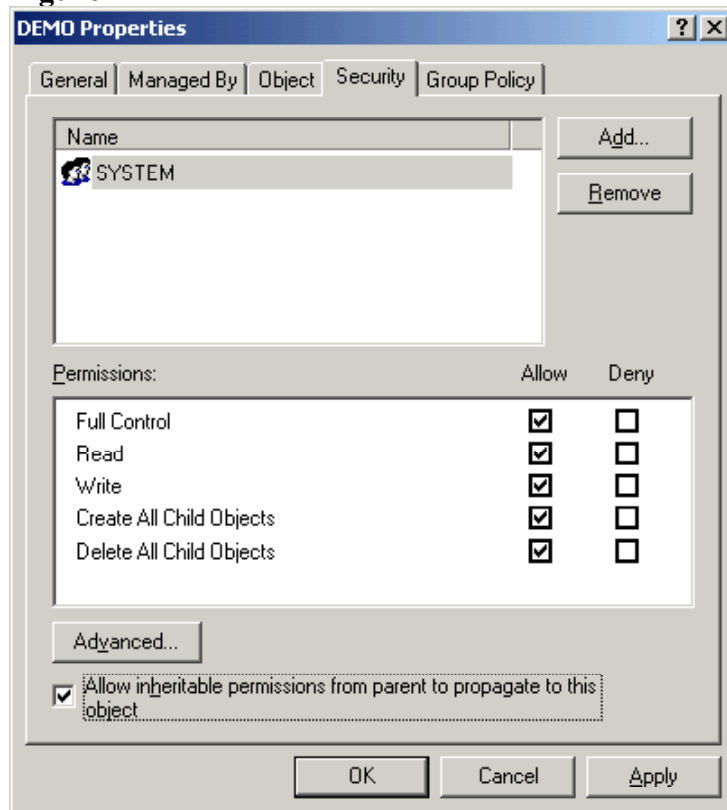 DEMO Properties
General Managed By Object Security Group Policy
Name
Add...
SYSTEM
Remove
Permissions: Allow Deny
Full Control
Read
Write
Create All Child Objects
Delete All Child Objects
Advanced...
Allow inheritable permissions from parent to propagate to this
object
OK Cancel Apply